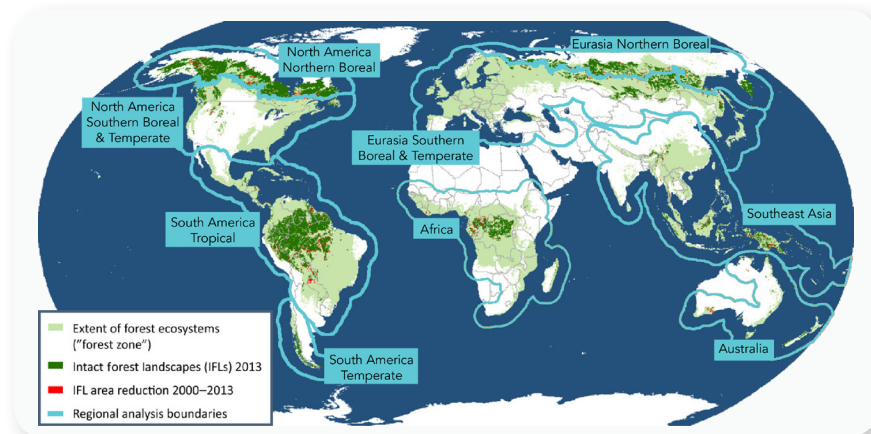 North America
Northern Boreal
Eurasia Northern Boreal
North America
Southern Boreal
& Temperate
Eurasia Southern
Boreal & Temperate
South America
Tropical
Africa
Southeast Asia
Australia
South America
Temperate
Extent of forest ecosystems
("forest zone")
Intact forest landscapes (IFLs) 2013
IFL area reduction 2000–2013
Regional analysis boundaries